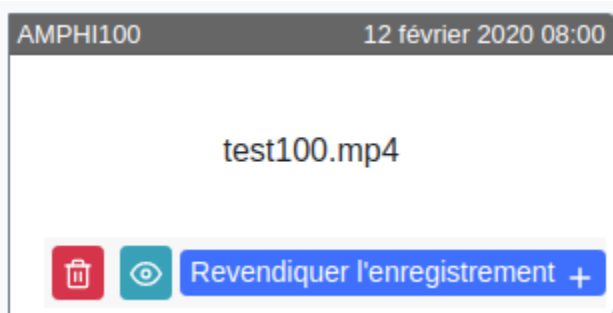 AMPHI100 12 février 2020 08:00
test100.mp4
Revendiquer l'enregistrement +